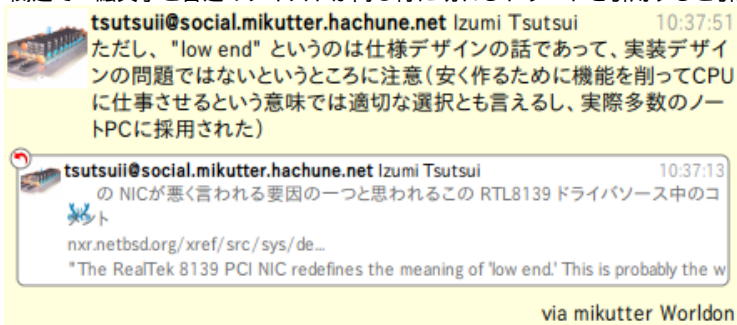 tsutsuii@social.mikutter.hachune.net Izumi Tsutsui 10:37:51
ただし、"low end" というのは仕様デザインの話であって、実装デザイ
ンの問題ではないというところに注意(安く作るために機能を削ってCPU
に仕事させるという意味では適切な選択とも言えるし、実際多数のノー
トPCに採用された)
tsutsuii@social.mikutter.hachune.net Izumi Tsutsui 10:37:13
の NICが悪く言われる要因の一つと思われるこの RTL8139 ドライバソース中のコ
メント
nxr.netbsd.org/xref/src/sys/de...
"The RealTek 8139 PCI NIC redefines the meaning of 'low end.' This is probably the w
via mikutter Worldon